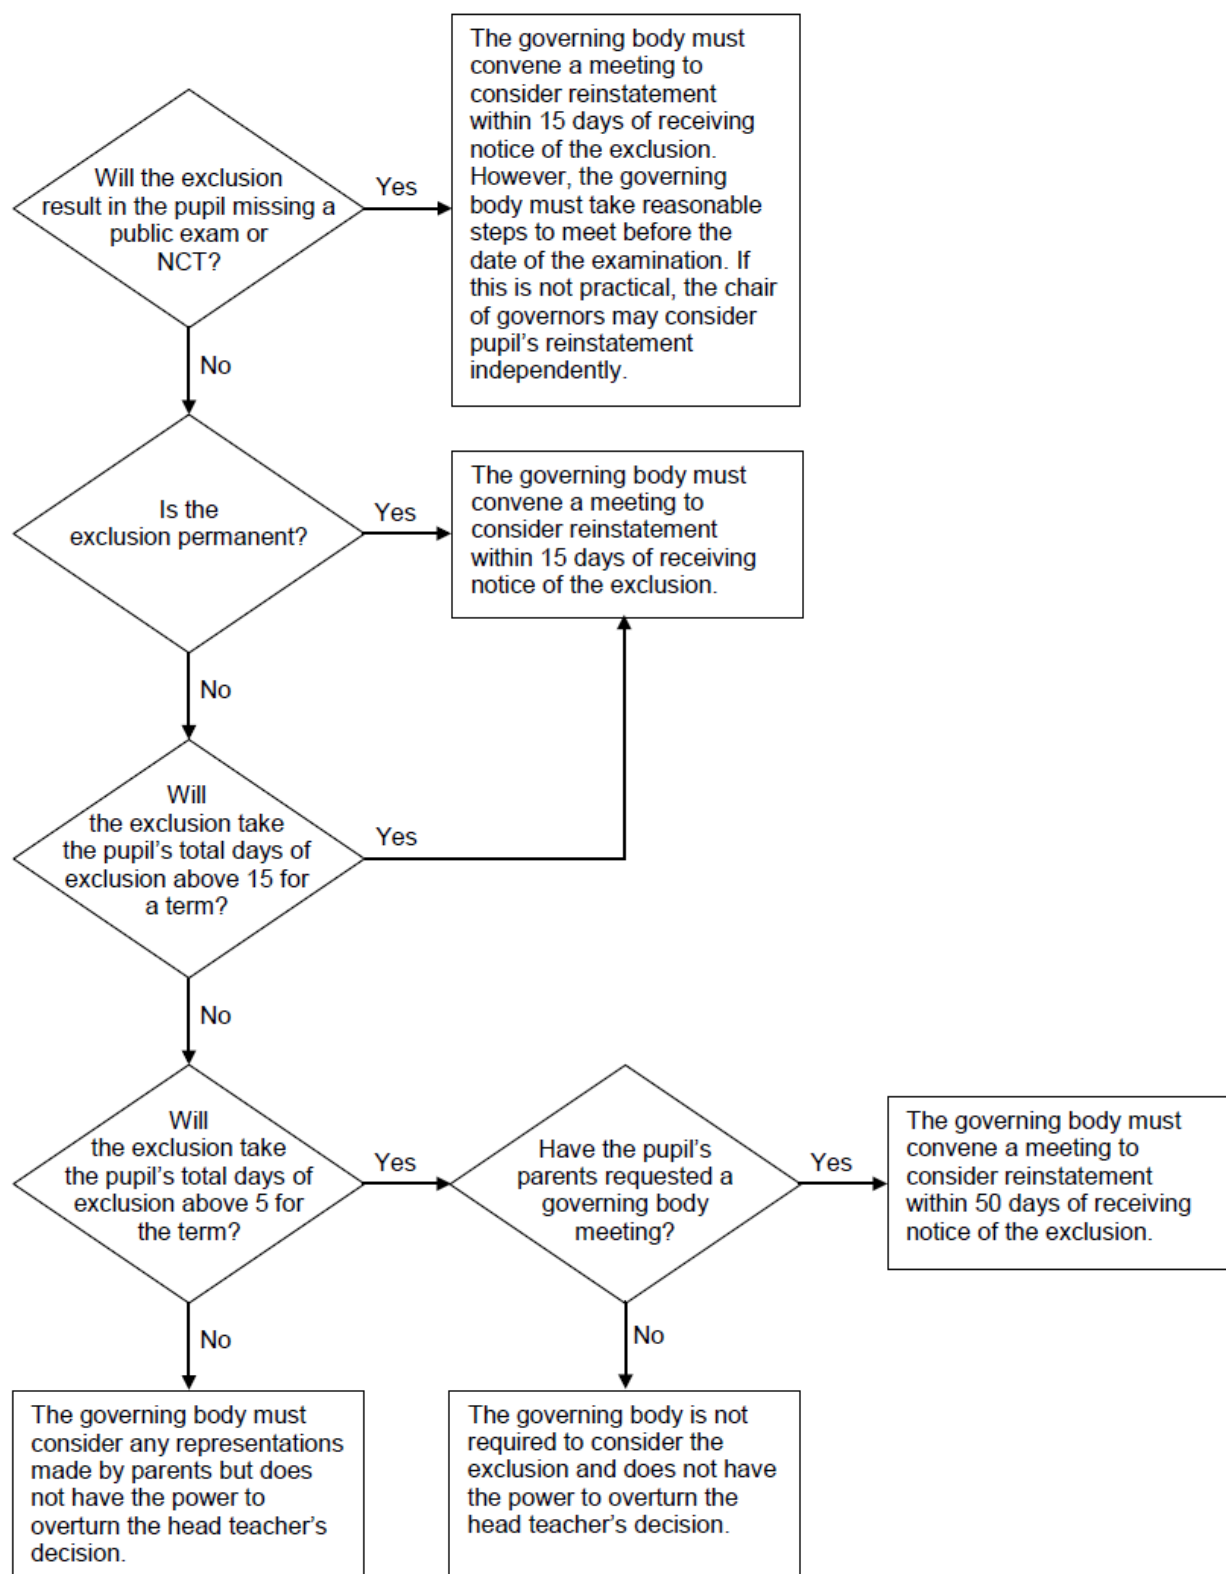 The governing body must
convene a meeting to
consider reinstatement
within 15 days of receiving
notice of the exclusion.
However, the governing
body must take reasonable
steps to meet before the
date of the examination. If
this is not practical, the chair
of governors may consider
pupil's reinstatement
independently.
Will the exclusion
result in the pupil missing a
public exam or
NCT?
Yes
No
Is the
exclusion permanent?
Yes
The governing body must
convene a meeting to
consider reinstatement
within 15 days of receiving
notice of the exclusion.
No
Will
the exclusion take
the pupil's total days of
exclusion above 15 for
a term?
Yes
No
Will
the exclusion take
the pupil's total days of
exclusion above 5 for
the term?
Yes
Have the pupil's
parents requested a
governing body
meeting?
Yes
The governing body must
convene a meeting to
consider reinstatement
within 50 days of receiving
notice of the exclusion.
No
No
The governing body must
consider any representations
made by parents but does
not have the power to
overturn the head teacher's
decision.
The governing body is not
required to consider the
exclusion and does not have
the power to overturn the
head teacher's decision.